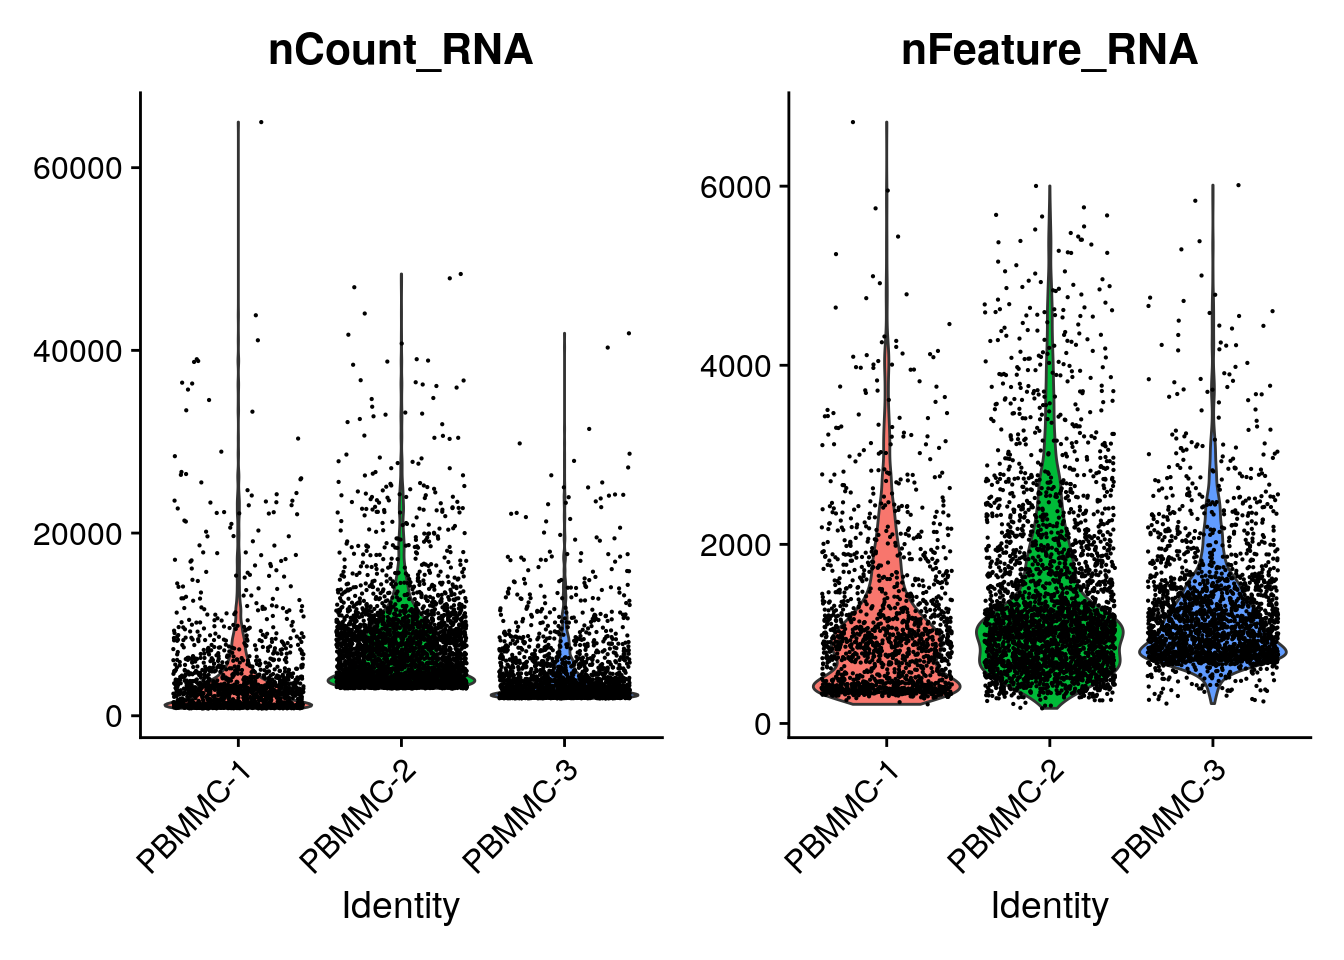 nCount_RNA
60000
40000
20000
0
PBMMC-1
PBMMC-2
PBMMC-3
Identity
nFeature_RNA
6000
4000
2000
0
PBMMC-1
PBMMC-2
PBMMC-3
Identity